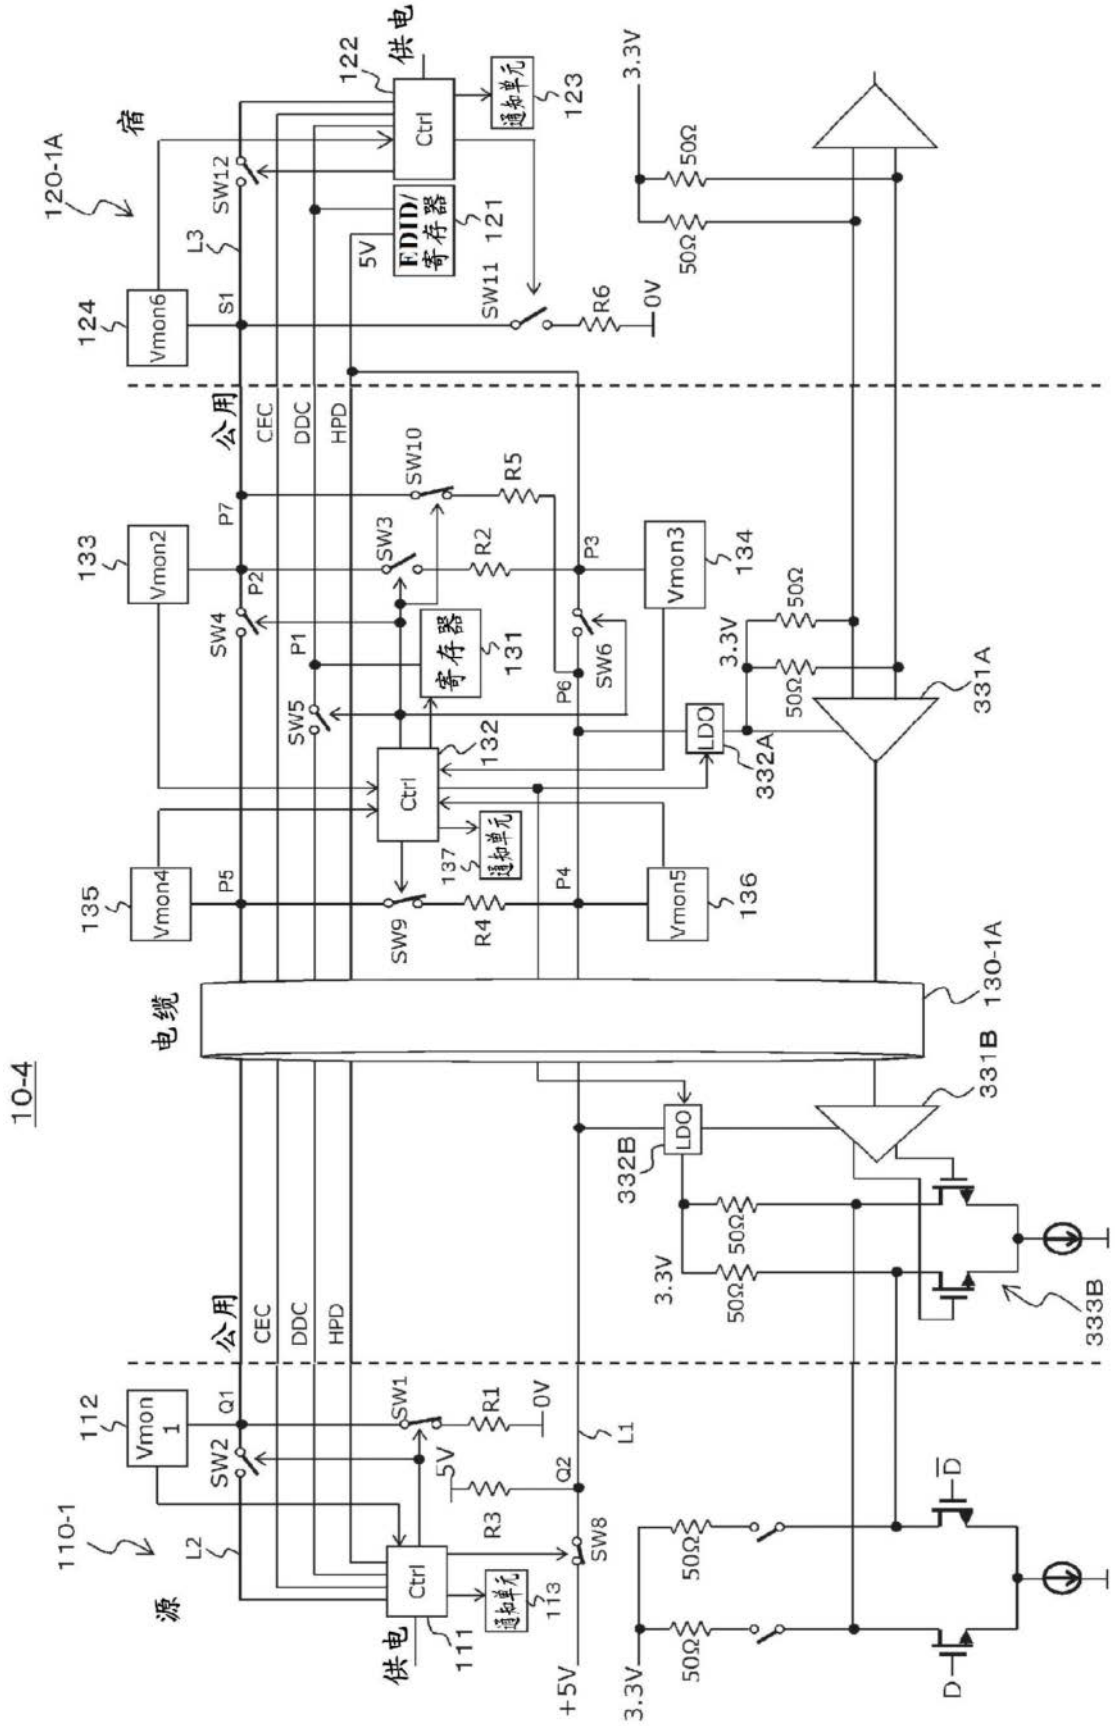 10-4
110-1
源
112
Vmon
1
Q1
SW2
L2
供电
Ctrl
111
通知单元
113
SW1
R1
0V
5V
R3
Q2
L1
SW8
+5V
公用
CEC
DDC
HPD
3.3V
50Ω
50Ω
D
D̅
电缆
130-1A
331B
332B
LDO
3.3V
50Ω
50Ω
333B
135
Vmon4
P5
133
Vmon2
P2
P7
公用
CEC
DDC
HPD
SW4
SW5
P1
Ctrl
132
寄存器
131
137
通知单元
SW9
R4
P4
Vmon5
136
SW3
R2
P3
SW10
R5
P6
SW6
Vmon3
134
LDO
332A
3.3V
50Ω
50Ω
331A
120-1A
宿
124
Vmon6
S1
L3
SW12
供电
122
Ctrl
通知单元
123
5V
EDID/
寄存器
121
SW11
R6
0V
3.3V
50Ω
50Ω